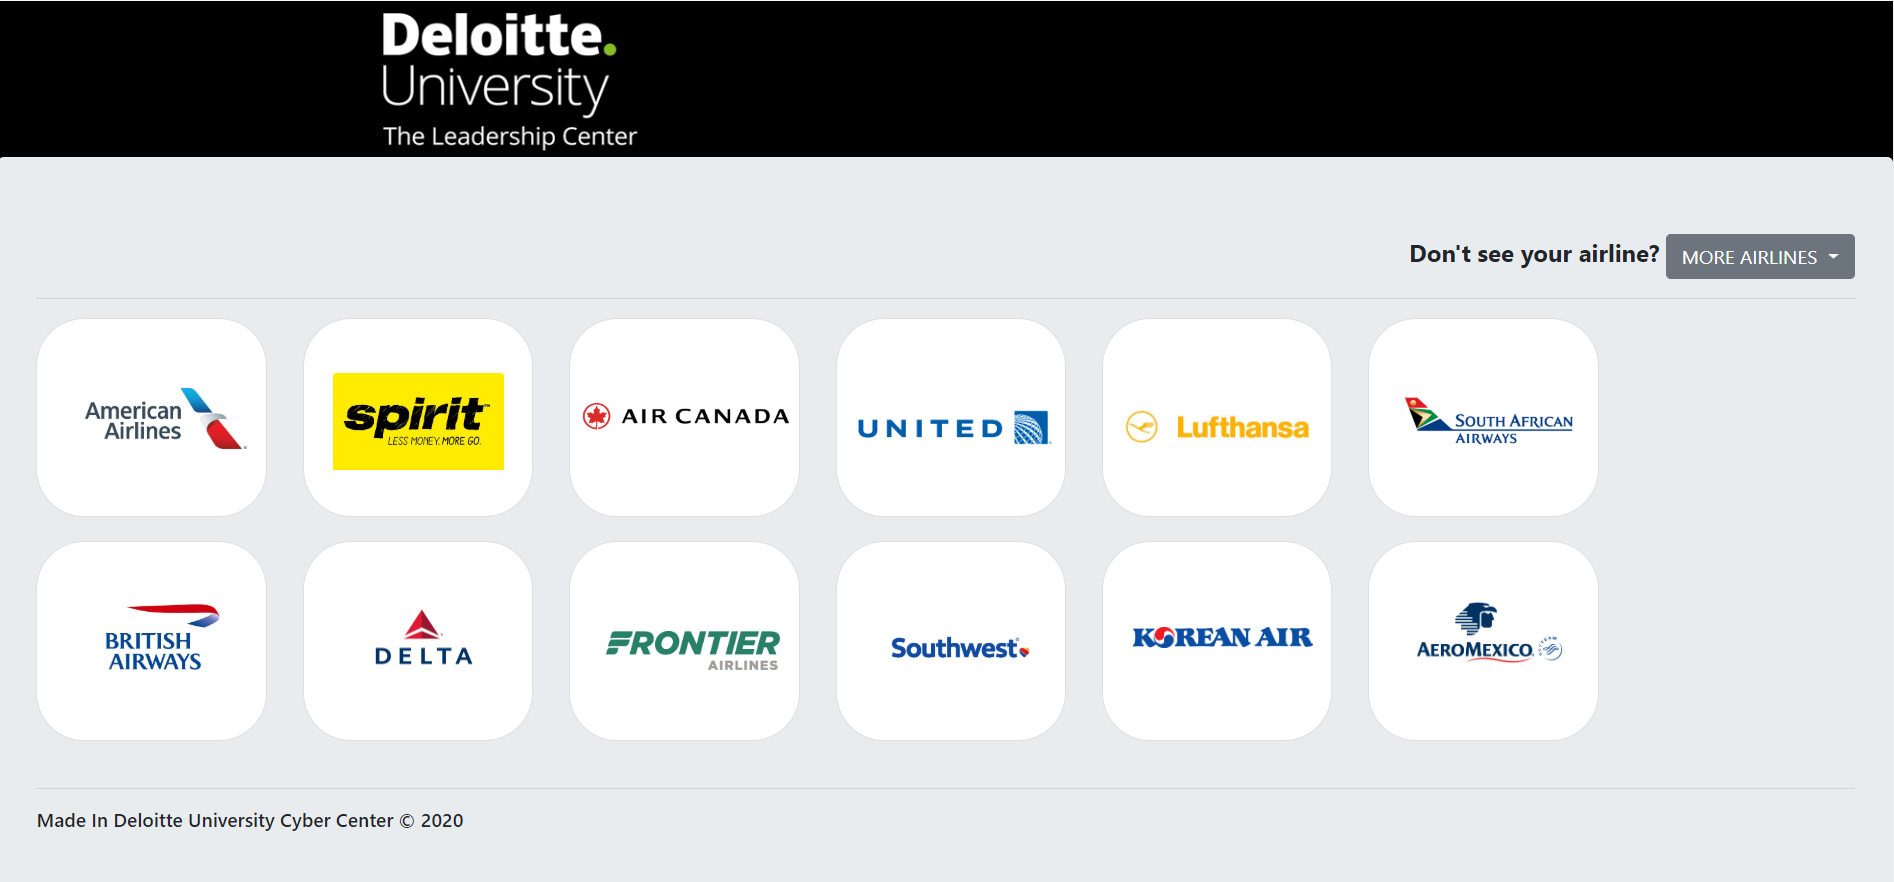 Deloitte.
University
The Leadership Center
Don't see your airline? MORE AIRLINES
American
Airlines
spirit™
LESS MONEY. MORE GO.
AIR CANADA
UNITED
Lufthansa
SOUTH AFRICAN
AIRWAYS
BRITISH
AIRWAYS
DELTA
FRONTIER
AIRLINES
Southwest®
KOREAN AIR
AEROMEXICO.
Made In Deloitte University Cyber Center © 2020